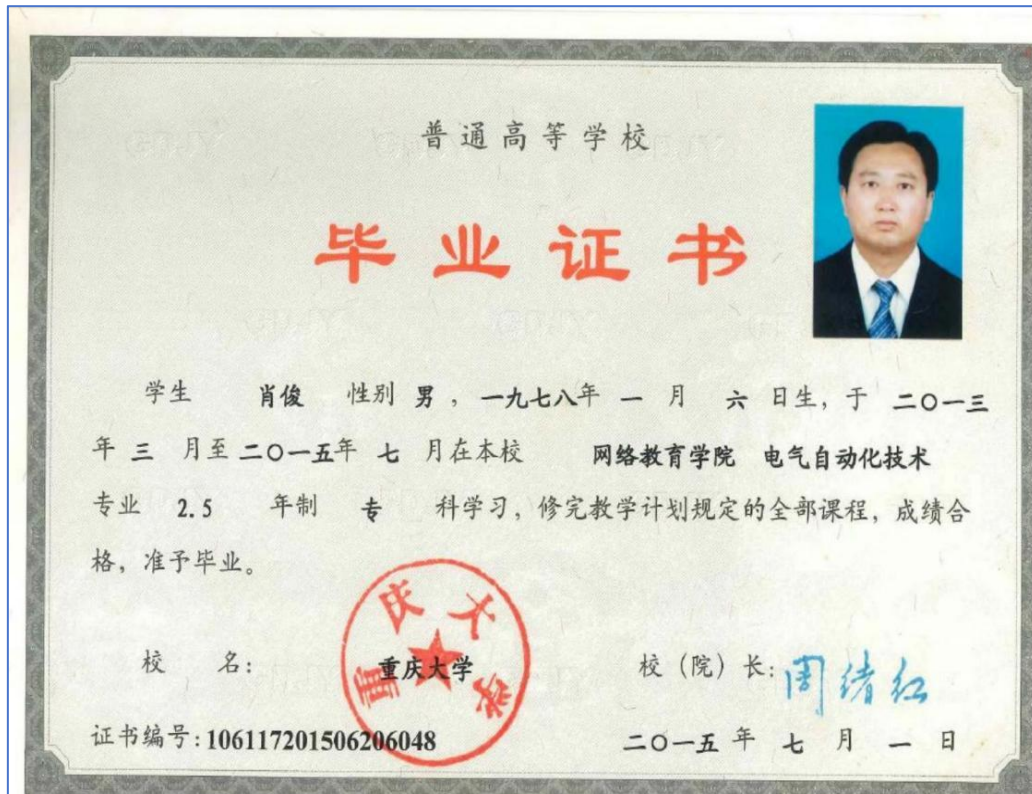 普通高等学校
毕业证书
学生 肖俊 性别 男，一九七八年 一 月 六 日生，于 二〇一三
年 三 月至 二〇一五年 七 月在本校 网络教育学院 电气自动化技术
专业 2.5 年制 专 科学习，修完教学计划规定的全部课程，成绩合
格，准予毕业。
重庆大学
校 名：重庆大学 校（院）长：周绪红
证书编号：106117201506206048 二〇一五 年 七 月 一 日